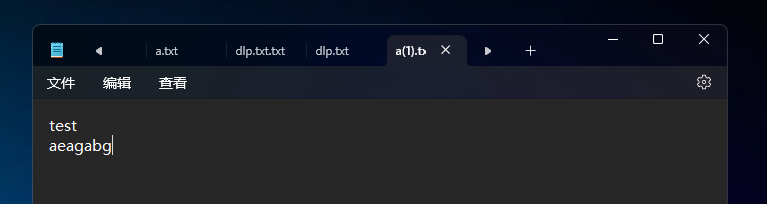 a.txt dlp.txt.txt dlp.txt a(1).tx
文件 编辑 查看
test
aeagabg